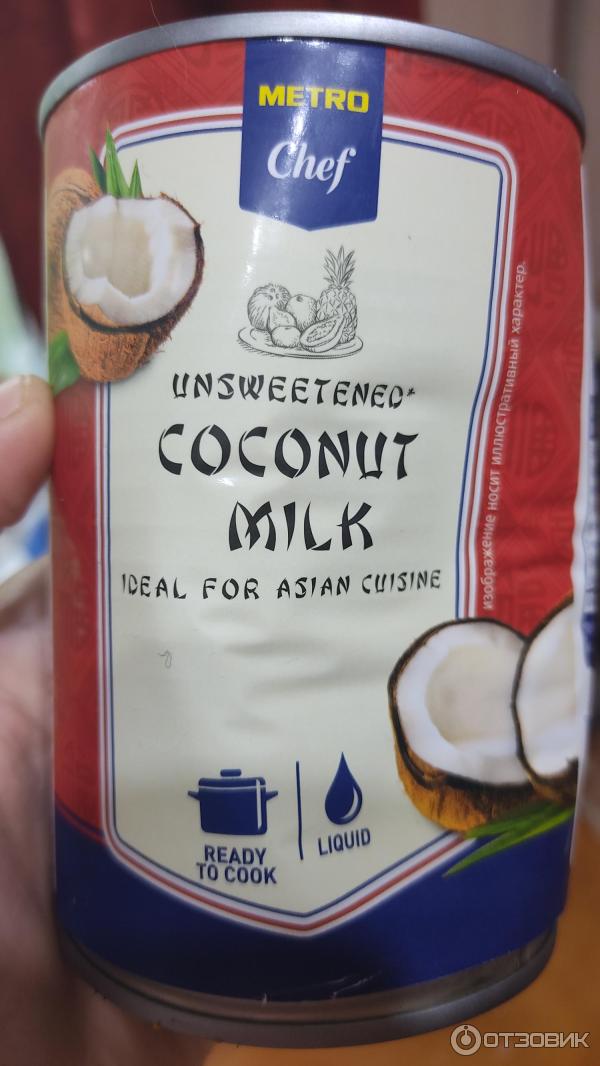 METRO
Chef
UNSWEETENED*
COCONUT
MILK
IDEAL FOR ASIAN CUISINE
READY
TO COOK
LIQUID
изображение носит иллюстративный характер.
ОТЗОВИК